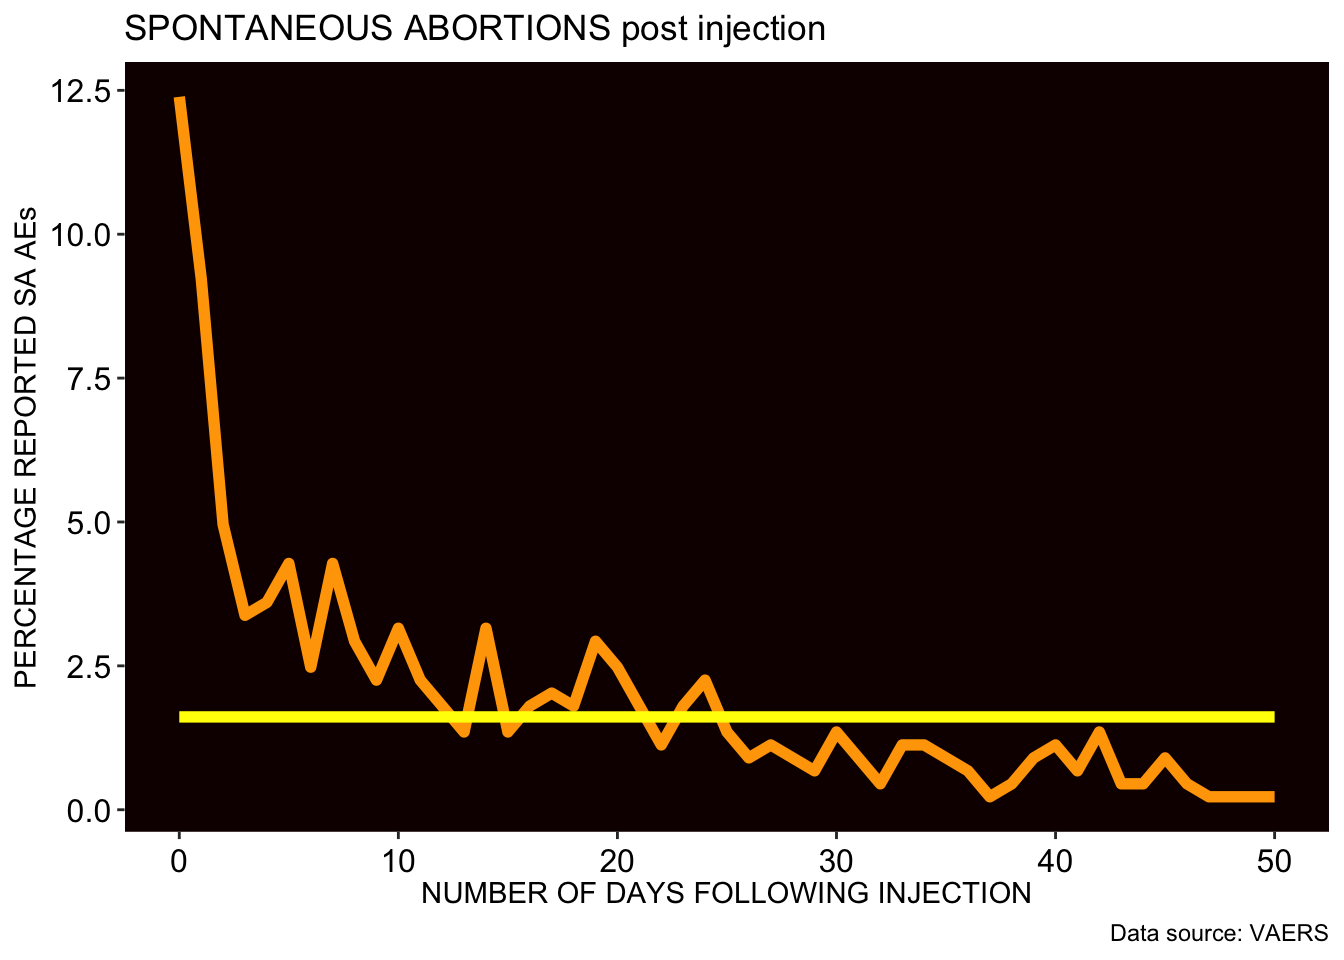 SPONTANEOUS ABORTIONS post injection
12.5
10.0
7.5
5.0
2.5
0.0
PERCENTAGE REPORTED SA AEs
0 10 20 30 40 50
NUMBER OF DAYS FOLLOWING INJECTION
Data source: VAERS